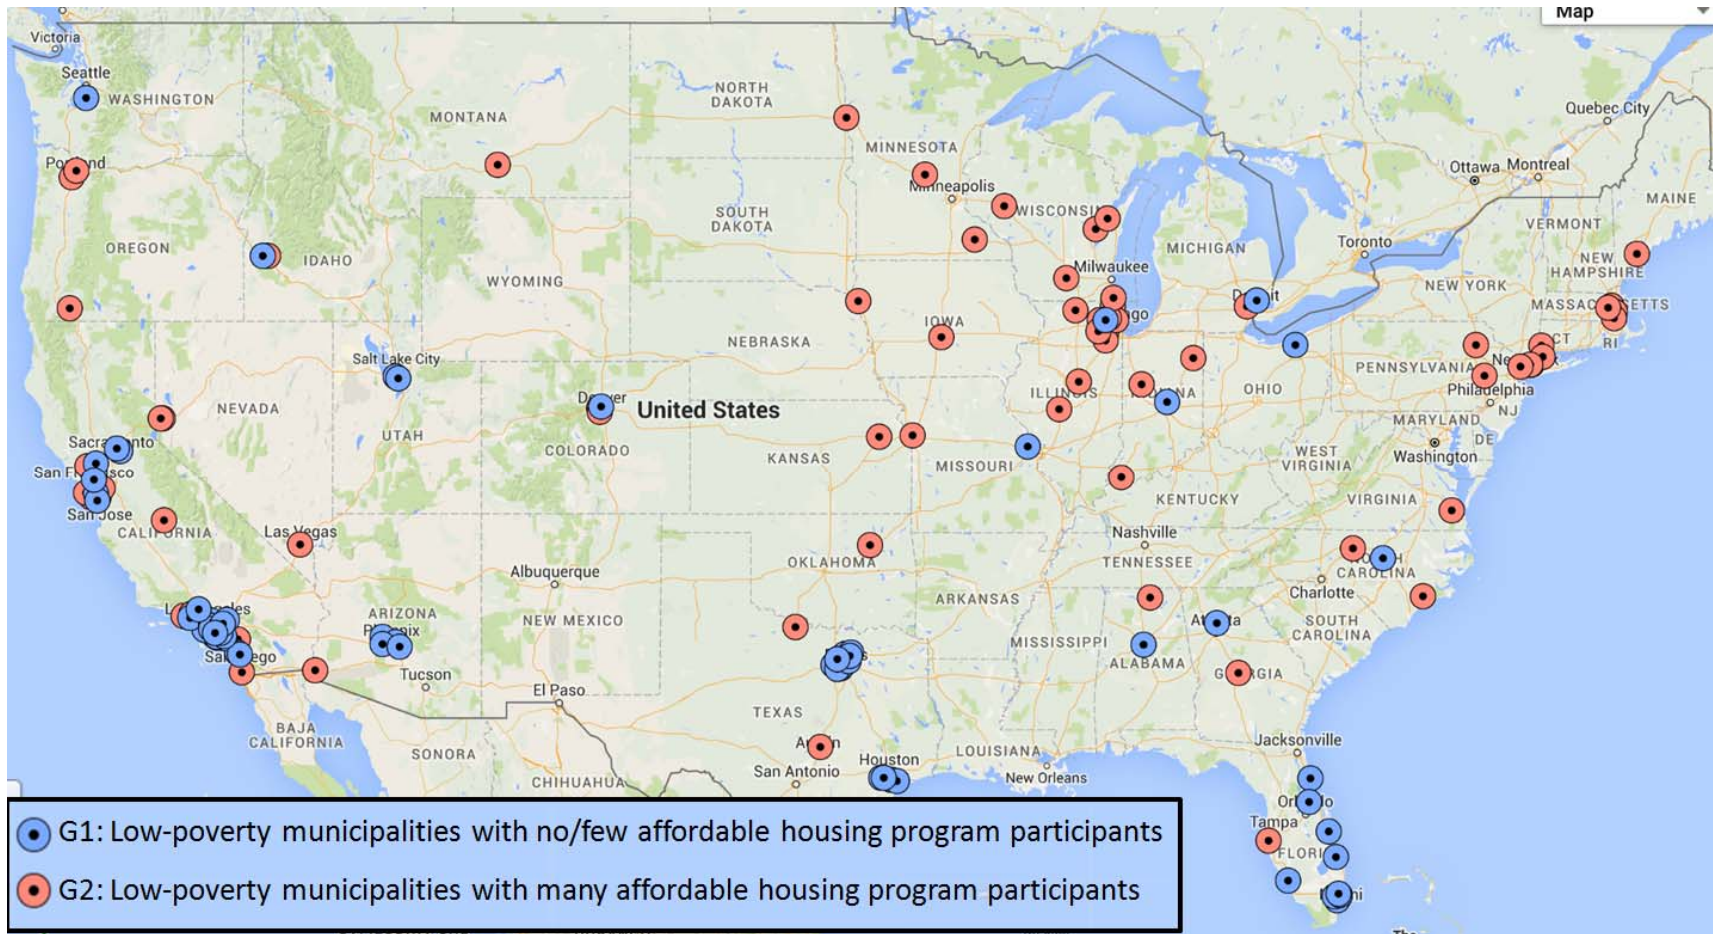 Map
Victoria
Seattle
WASHINGTON
MONTANA
NORTH
DAKOTA
MINNESOTA
Quebec City
Ottawa
Montreal
MAINE
Minneapolis
WISCONSIN
SOUTH
DAKOTA
OREGON
IDAHO
WYOMING
MICHIGAN
Toronto
VERMONT
NEW
HAMPSHIRE
Milwaukee
NEW YORK
MASSACHUSETTS
CT
RI
IOWA
NEBRASKA
Salt Lake City
NEVADA
UTAH
United States
COLORADO
KANSAS
MISSOURI
ILLINOIS
OHIO
PENNSYLVANIA
Philadelphia
NJ
MARYLAND
DE
Washington
WEST
VIRGINIA
VIRGINIA
KENTUCKY
San Jose
CALIFORNIA
Las Vegas
Nashville
TENNESSEE
OKLAHOMA
Albuquerque
NEW MEXICO
ARIZONA
ARKANSAS
Charlotte
CAROLINA
SOUTH
CAROLINA
MISSISSIPPI
ALABAMA
Tucson
El Paso
TEXAS
BAJA
CALIFORNIA
SONORA
CHIHUAHUA
San Antonio
Houston
LOUISIANA
New Orleans
Jacksonville
Tampa
G1: Low-poverty municipalities with no/few affordable housing program participants
G2: Low-poverty municipalities with many affordable housing program participants